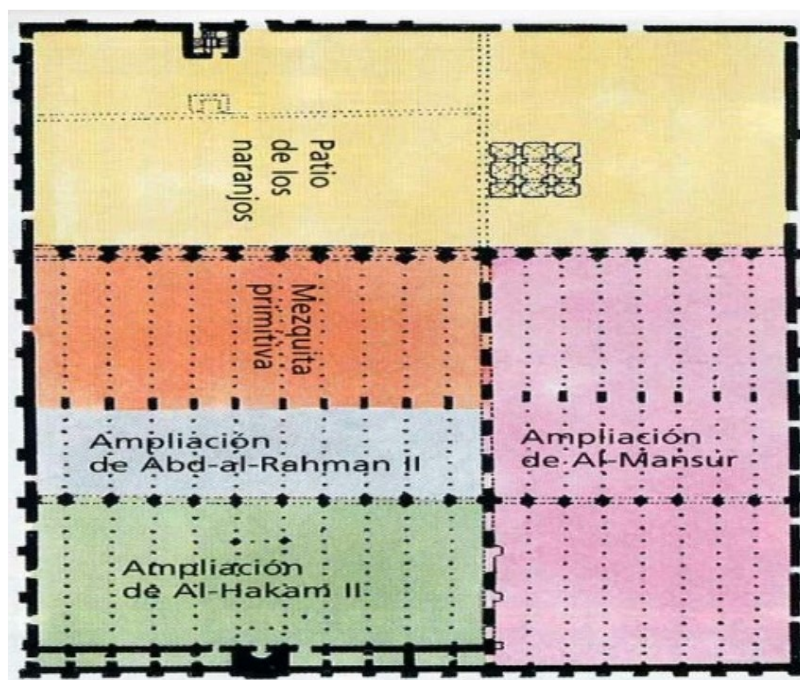 Patio
de los
naranjos
Mezquita
primitiva
Ampliación
de Abd-al-Rahman II
Ampliación
de Al-Mansur
Ampliación
de Al-Hakam II